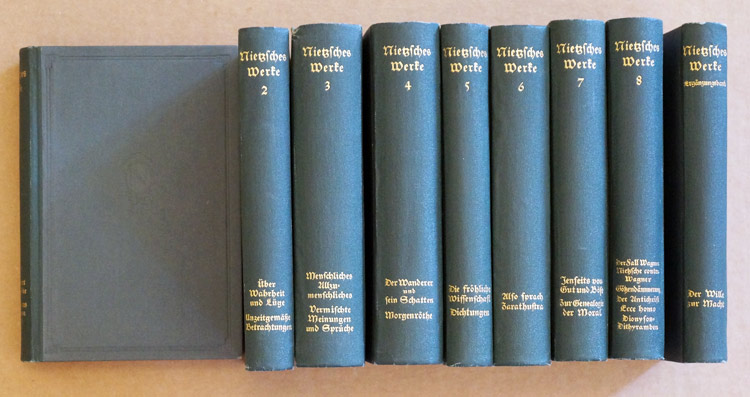 Nietzsches
Werke
2
Über
Wahrheit
und Lüge
Unzeitgemäße
Betrachtungen
Nietzsches
Werke
3
Menschliches
Allzu-
menschliches
Vermischte
Meinungen
und Sprüche
Nietzsches
Werke
4
Der Wanderer
und
sein Schatten
Morgenröthe
Nietzsches
Werke
5
Die fröhliche
Wissenschaft
Dichtungen
Nietzsches
Werke
6
Also sprach
Zarathustra
Nietzsches
Werke
7
Jenseits von
Gut und Böse
Zur Genealogie
der Moral
Nietzsches
Werke
8
Der Fall Wagner
Nietzsche contra
Wagner
Götzendämmerung
Der Antichrist
Ecce homo
Dionysos-
Dithyramben
Nietzsches
Werke
Ergänzungsband
Der Wille
zur Macht